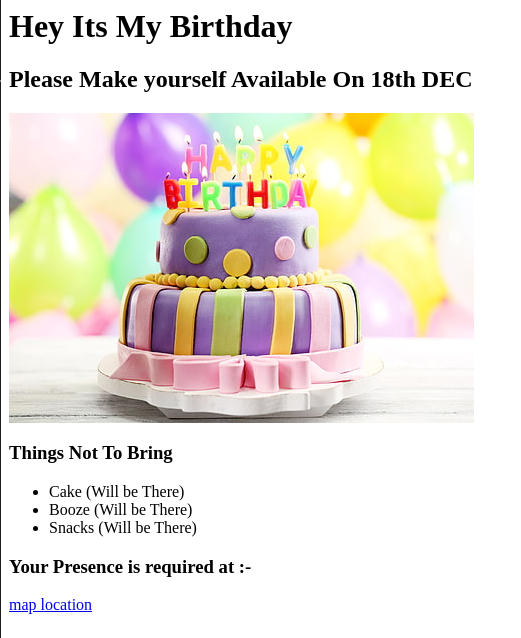 Hey Its My Birthday
Please Make yourself Available On 18th DEC
HAPPY
BIRTHDAY
Things Not To Bring
Cake (Will be There)
Booze (Will be There)
Snacks (Will be There)
Your Presence is required at :-
map location